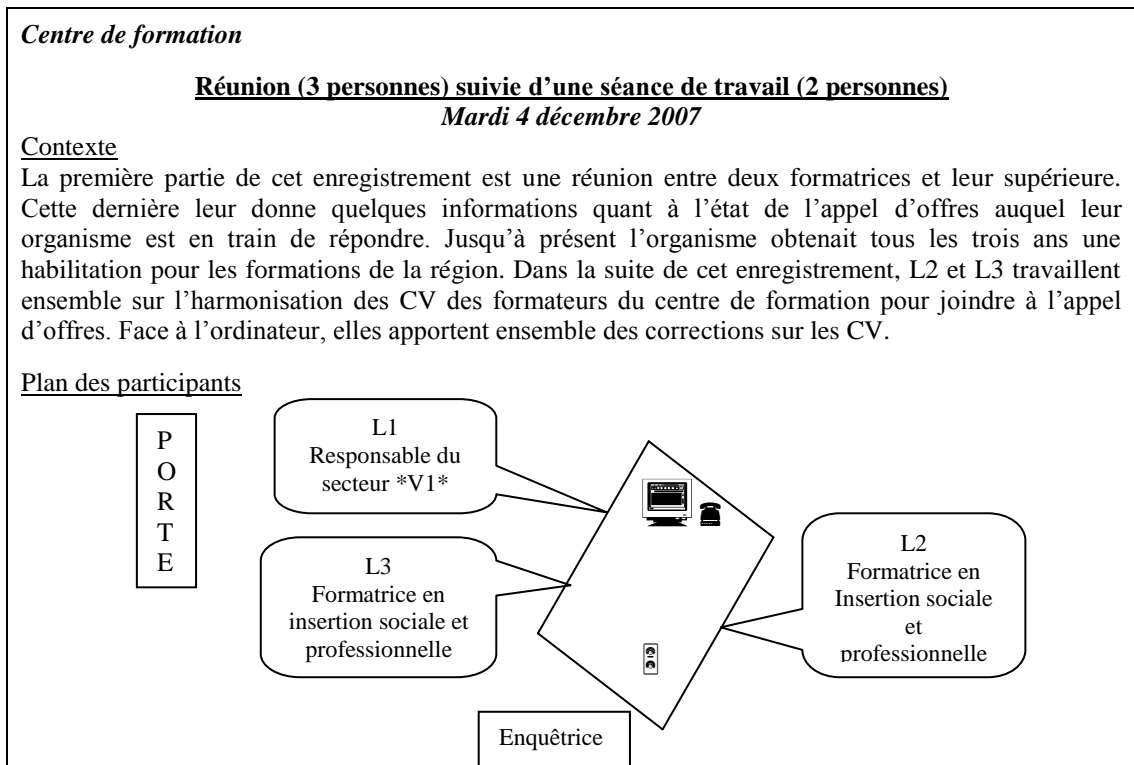 Centre de formation
Réunion (3 personnes) suivie d’une séance de travail (2 personnes)
Mardi 4 décembre 2007
Contexte
La première partie de cet enregistrement est une réunion entre deux formatrices et leur supérieure.
Cette dernière leur donne quelques informations quant à l’état de l’appel d’offres auquel leur
organisme est en train de répondre. Jusqu’à présent l’organisme obtenait tous les trois ans une
habilitation pour les formations de la région. Dans la suite de cet enregistrement, L2 et L3 travaillent
ensemble sur l’harmonisation des CV des formateurs du centre de formation pour joindre à l’appel
d’offres. Face à l’ordinateur, elles apportent ensemble des corrections sur les CV.
Plan des participants
P
O
R
T
E
L1
Responsable du
secteur *V1*
L3
Formatrice en
insertion sociale et
professionnelle
L2
Formatrice en
Insertion sociale
et
professionnelle
Enquêtrice